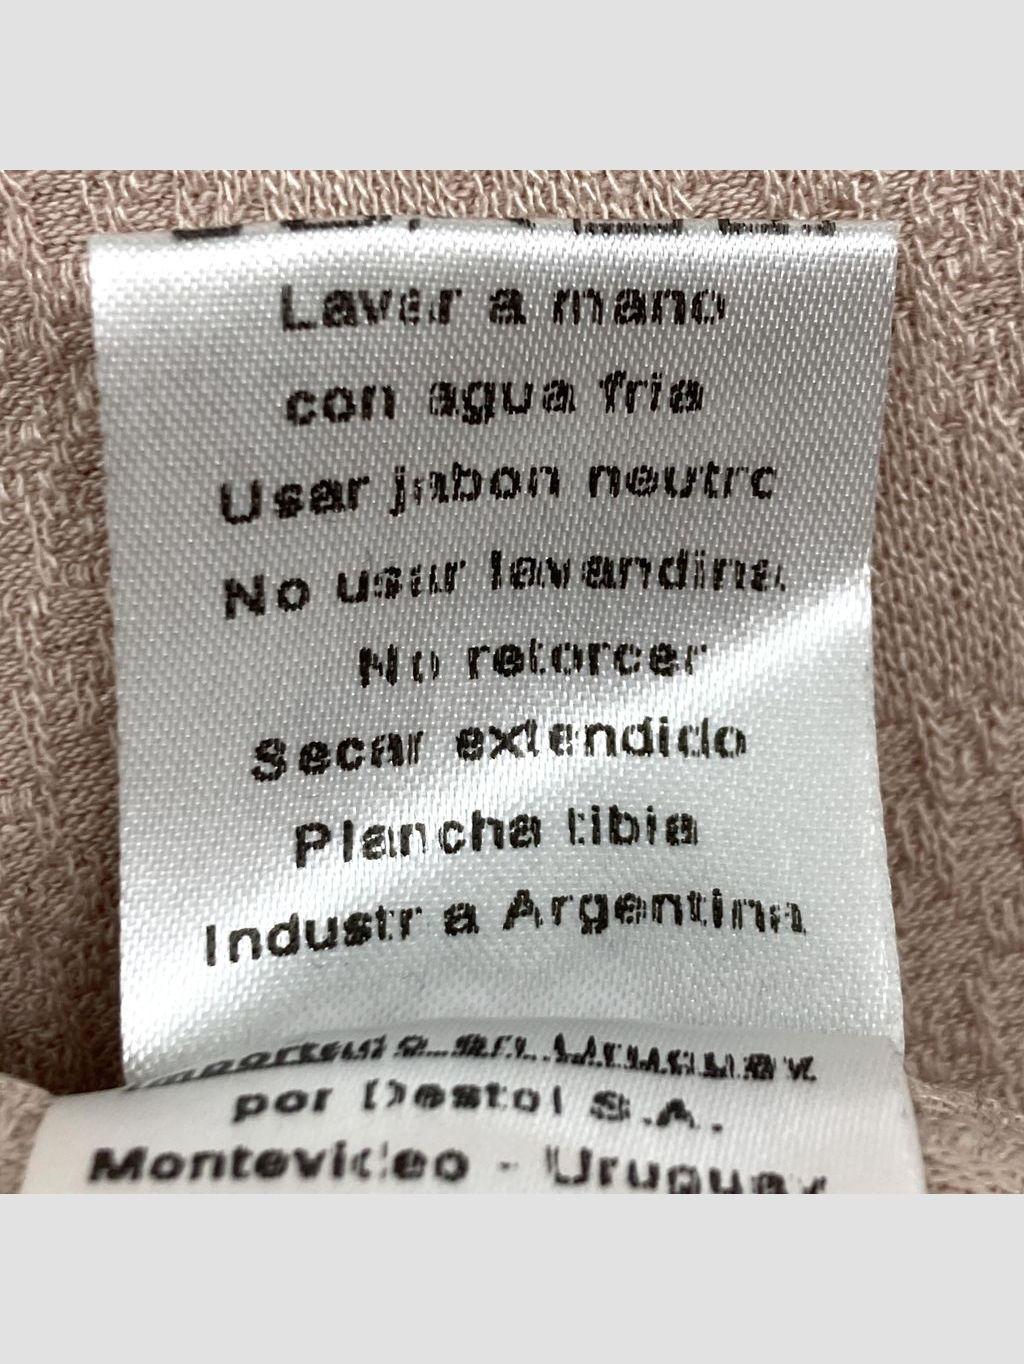 Lavar a mano
con agua fria
Usar jabon neutro
No usar lavandina.
No retorcer
Secar extendido
Plancha tibia
Industria Argentina
por Destol S.A.
Montevideo - Uruguay